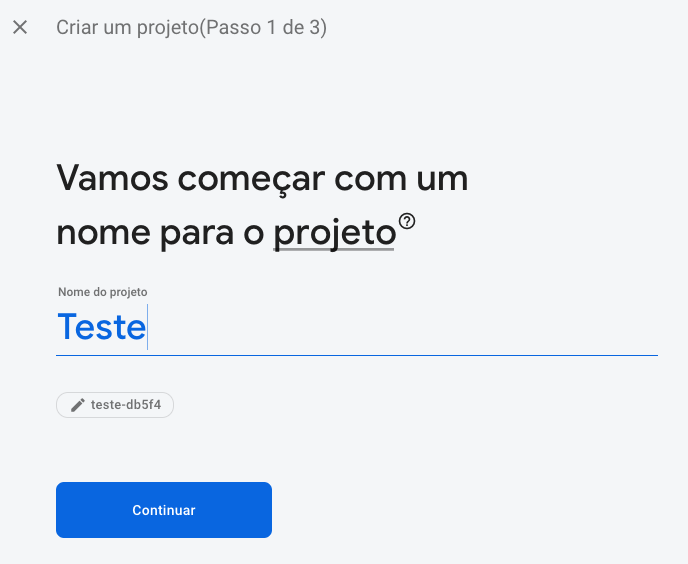 Criar um projeto(Passo 1 de 3)
Vamos começar com um
nome para o projeto
Nome do projeto
Teste
teste-db5f4
Continuar